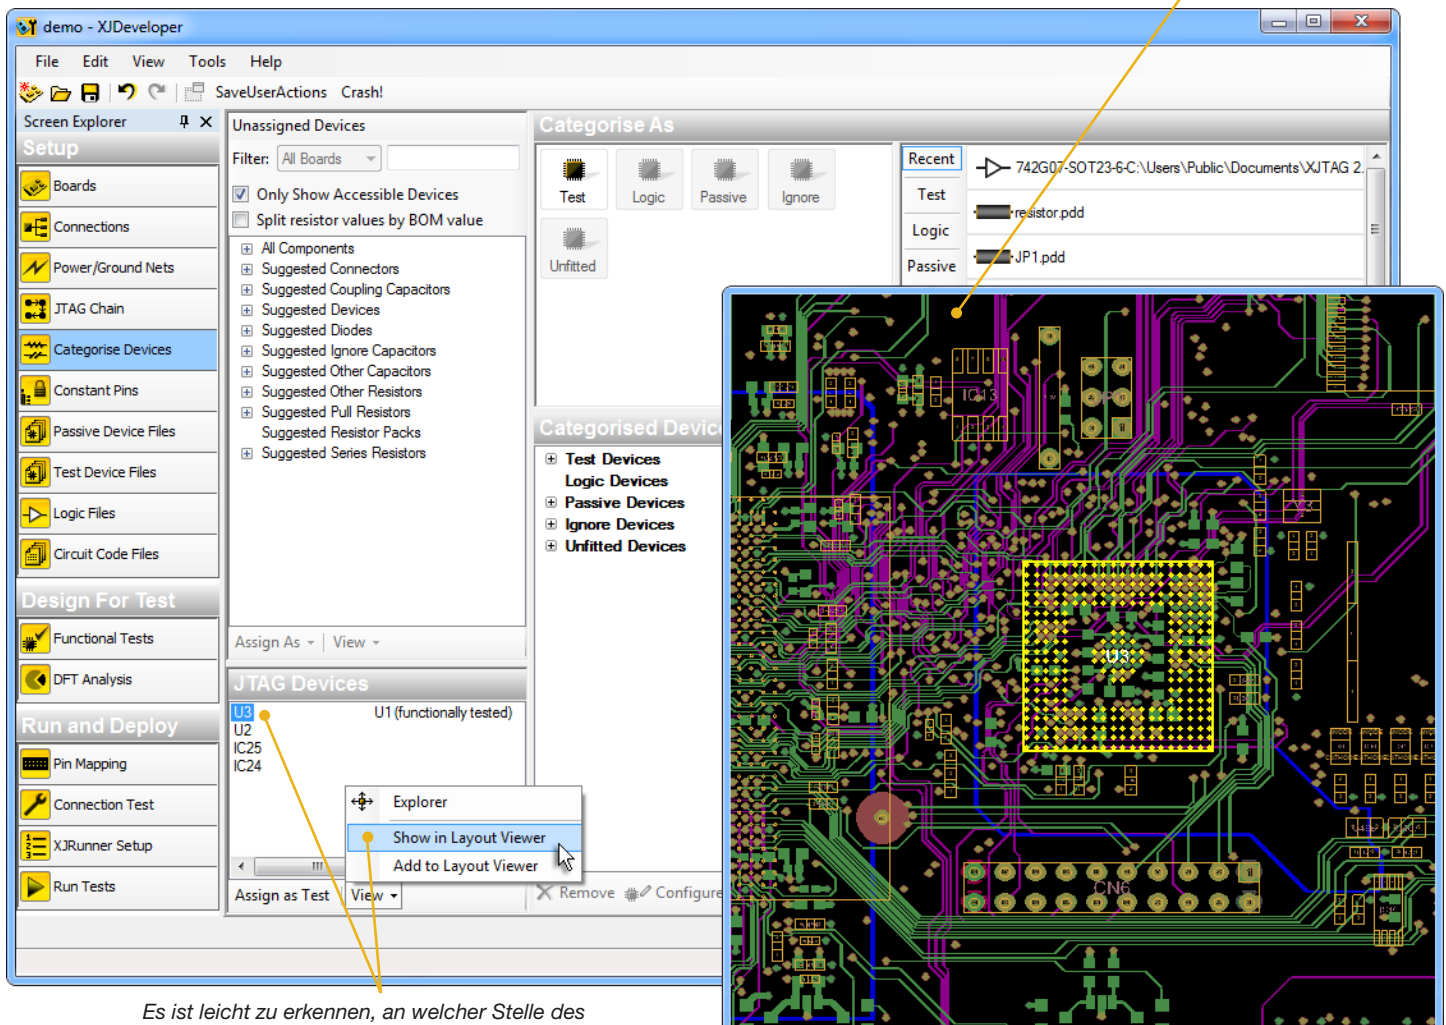 demo - XJDeveloper
File Edit View Tools Help
SaveUserActions Crash!
Screen Explorer
Setup
Boards
Connections
Power/Ground Nets
JTAG Chain
Categorise Devices
Constant Pins
Passive Device Files
Test Device Files
Logic Files
Circuit Code Files
Design For Test
Functional Tests
DFT Analysis
Run and Deploy
Pin Mapping
Connection Test
XJRunner Setup
Run Tests
Unassigned Devices
Filter: All Boards
Only Show Accessible Devices
Split resistor values by BOM value
All Components
Suggested Connectors
Suggested Coupling Capacitors
Suggested Devices
Suggested Diodes
Suggested Ignore Capacitors
Suggested Other Capacitors
Suggested Other Resistors
Suggested Pull Resistors
Suggested Resistor Packs
Suggested Series Resistors
Assign As View
JTAG Devices
U3 U1 (functionally tested)
U2
IC25
IC24
Explorer
Show in Layout Viewer
Add to Layout Viewer
Assign as Test View
Categorise As
Test Logic Passive Ignore
Unfitted
Recent
Test
Logic
Passive
742G07-SOT23-6-C:\Users\Public\Documents\XJTAG 2.
resistor.pdd
JP1.pdd
Categorised Devic
Test Devices
Logic Devices
Passive Devices
Ignore Devices
Unfitted Devices
Remove Configure
IC13
U3
CN6
Es ist leicht zu erkennen, an welcher Stelle des